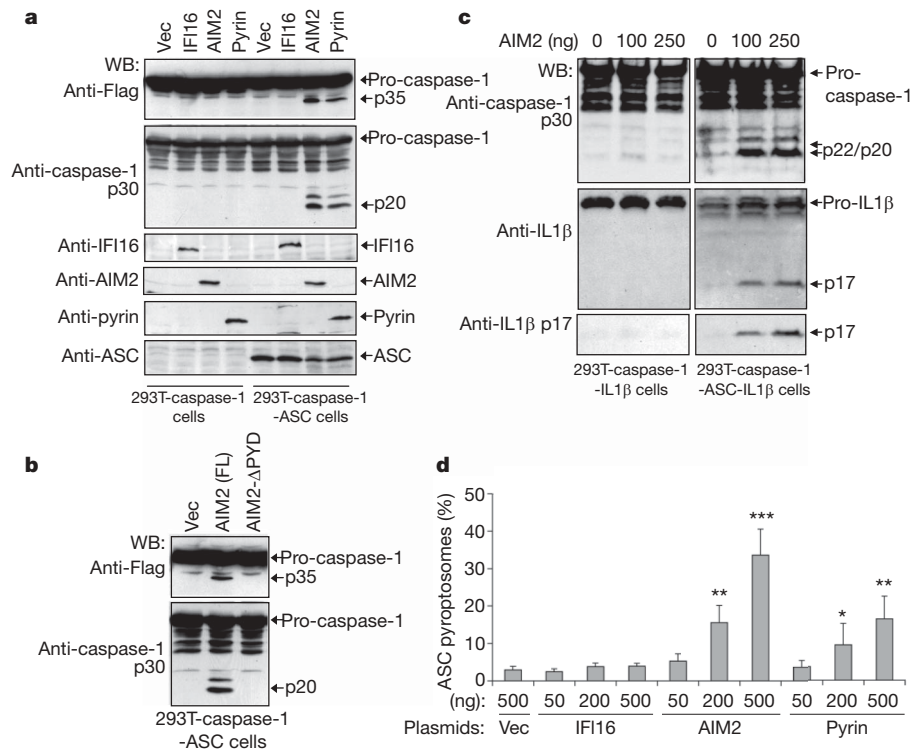 a
Vec
IFI16
AIM2
Pyrin
Vec
IFI16
AIM2
Pyrin
WB:
Anti-Flag
Pro-caspase-1
p35
Anti-caspase-1
p30
Pro-caspase-1
p20
Anti-IFI16
IFI16
Anti-AIM2
AIM2
Anti-pyrin
Pyrin
Anti-ASC
ASC
293T-caspase-1
cells
293T-caspase-1
-ASC cells
b
Vec
AIM2 (FL)
AIM2-ΔPYD
WB:
Anti-Flag
Pro-caspase-1
p35
Anti-caspase-1
p30
Pro-caspase-1
p20
293T-caspase-1
-ASC cells
c
AIM2 (ng) 0 100 250 0 100 250
WB:
Anti-caspase-1
p30
Pro-
caspase-1
p22/p20
Anti-IL1β
Pro-IL1β
p17
Anti-IL1β p17
p17
293T-caspase-1
-IL1β cells
293T-caspase-1
-ASC-IL1β cells
d
ASC pyroptosomes (%)
50
40
30
20
10
0
** *** * **
(ng): 500 50 200 500 50 200 500 50 200 500
Plasmids: Vec IFI16 AIM2 Pyrin